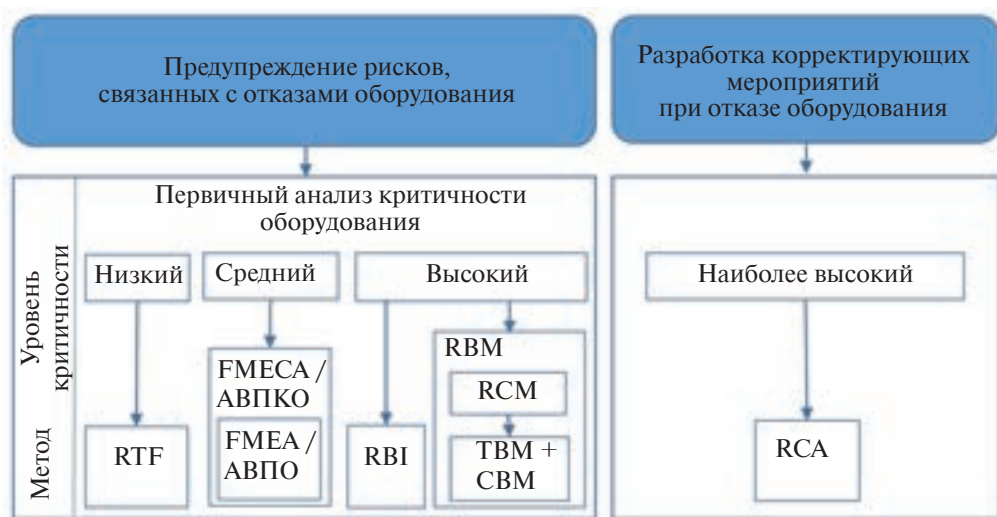 Предупреждение рисков,
связанных с отказами оборудования
Разработка корректирующих
мероприятий
при отказе оборудования
Уровень
критичности
Метод
Первичный анализ критичности
оборудования
Низкий
Средний
Высокий
Наиболее высокий
RTF
FMECA /
АВПКО
FMEA /
АВПО
RBI
RBM
RCM
TBM +
CBM
RCA